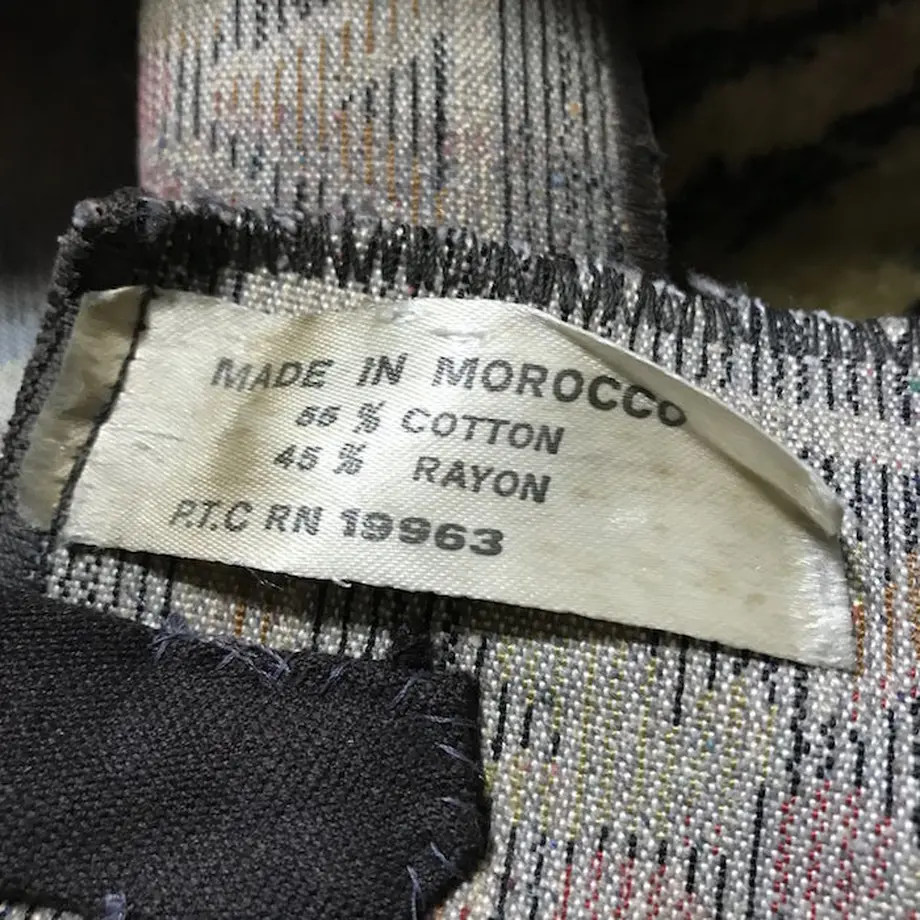 MADE IN MOROCCO
55 % COTTON
45 % RAYON
P.T.C RN 19963